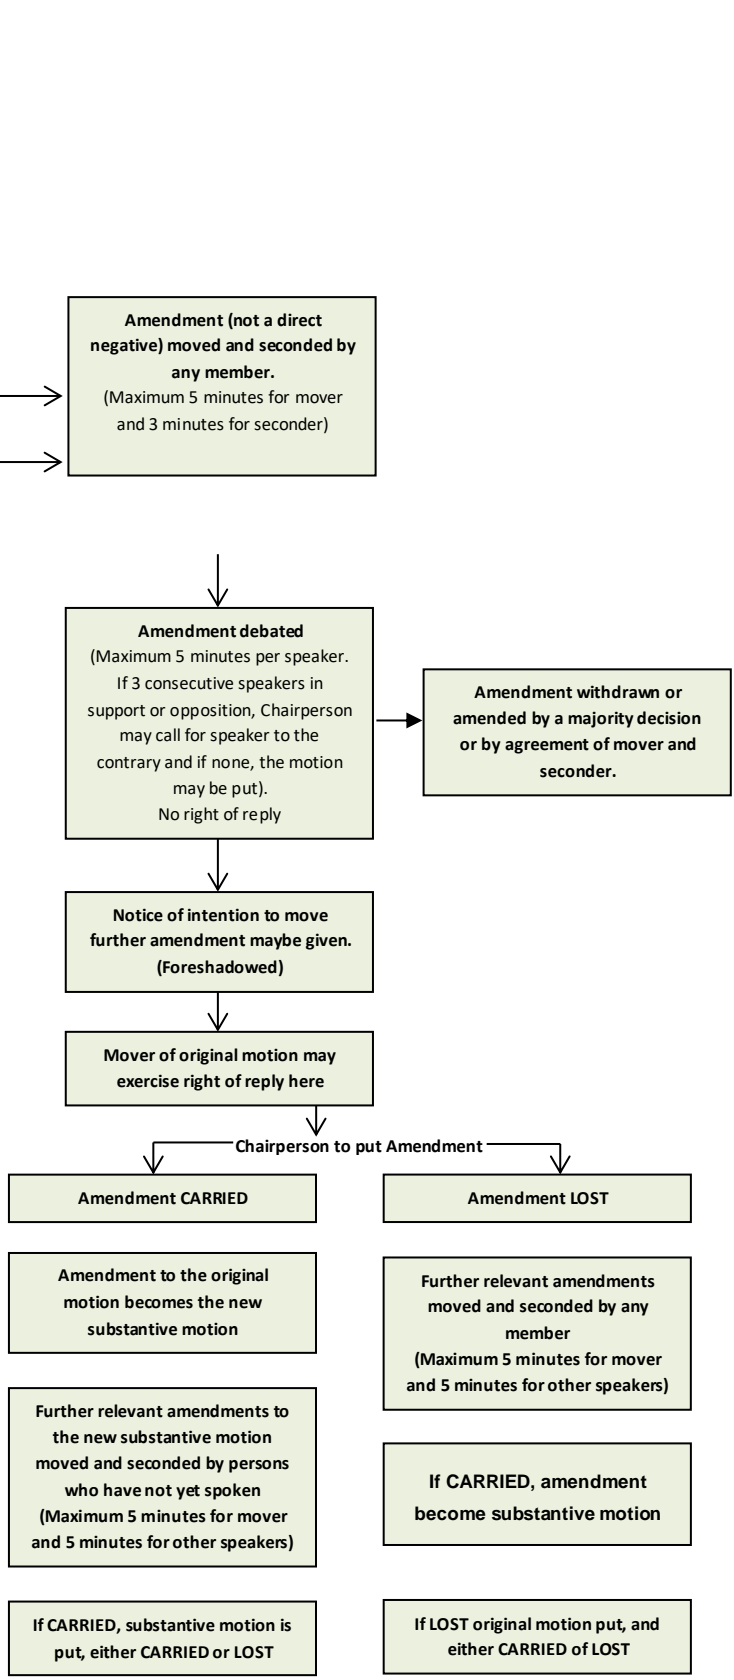 Amendment (not a direct
negative) moved and seconded by
any member.
(Maximum 5 minutes for mover
and 3 minutes for seconder)
Amendment debated
(Maximum 5 minutes per speaker.
If 3 consecutive speakers in
support or opposition, Chairperson
may call for speaker to the
contrary and if none, the motion
may be put).
No right of reply
Amendment withdrawn or
amended by a majority decision
or by agreement of mover and
seconder.
Notice of intention to move
further amendment maybe given.
(Foreshadowed)
Mover of original motion may
exercise right of reply here
Chairperson to put Amendment
Amendment CARRIED
Amendment to the original
motion becomes the new
substantive motion
Further relevant amendments to
the new substantive motion
moved and seconded by persons
who have not yet spoken
(Maximum 5 minutes for mover
and 5 minutes for other speakers)
If CARRIED, substantive motion is
put, either CARRIED or LOST
Amendment LOST
Further relevant amendments
moved and seconded by any
member
(Maximum 5 minutes for mover
and 5 minutes for other speakers)
If CARRIED, amendment
become substantive motion
If LOST original motion put, and
either CARRIED of LOST